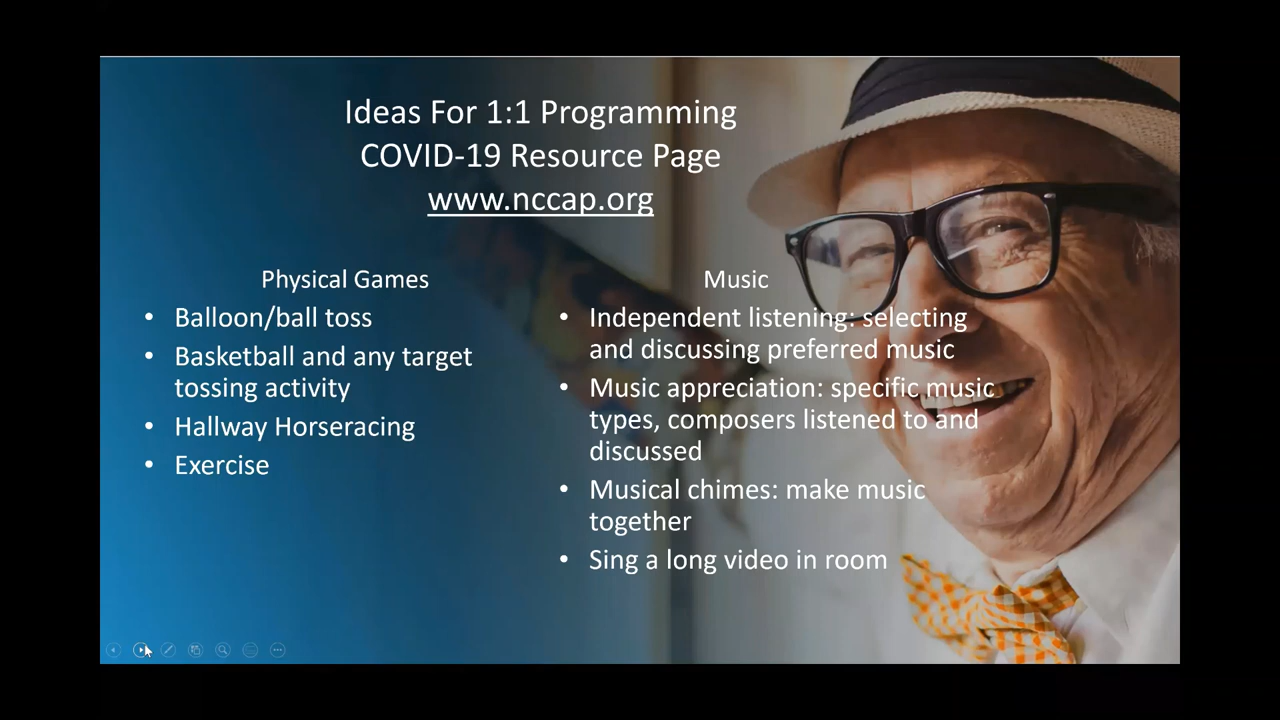 Ideas For 1:1 Programming
COVID-19 Resource Page
www.nccap.org
Physical Games
• Balloon/ball toss
• Basketball and any target
tossing activity
• Hallway Horseracing
• Exercise
Music
• Independent listening: selecting
and discussing preferred music
• Music appreciation: specific music
types, composers listened to and
discussed
• Musical chimes: make music
together
• Sing a long video in room